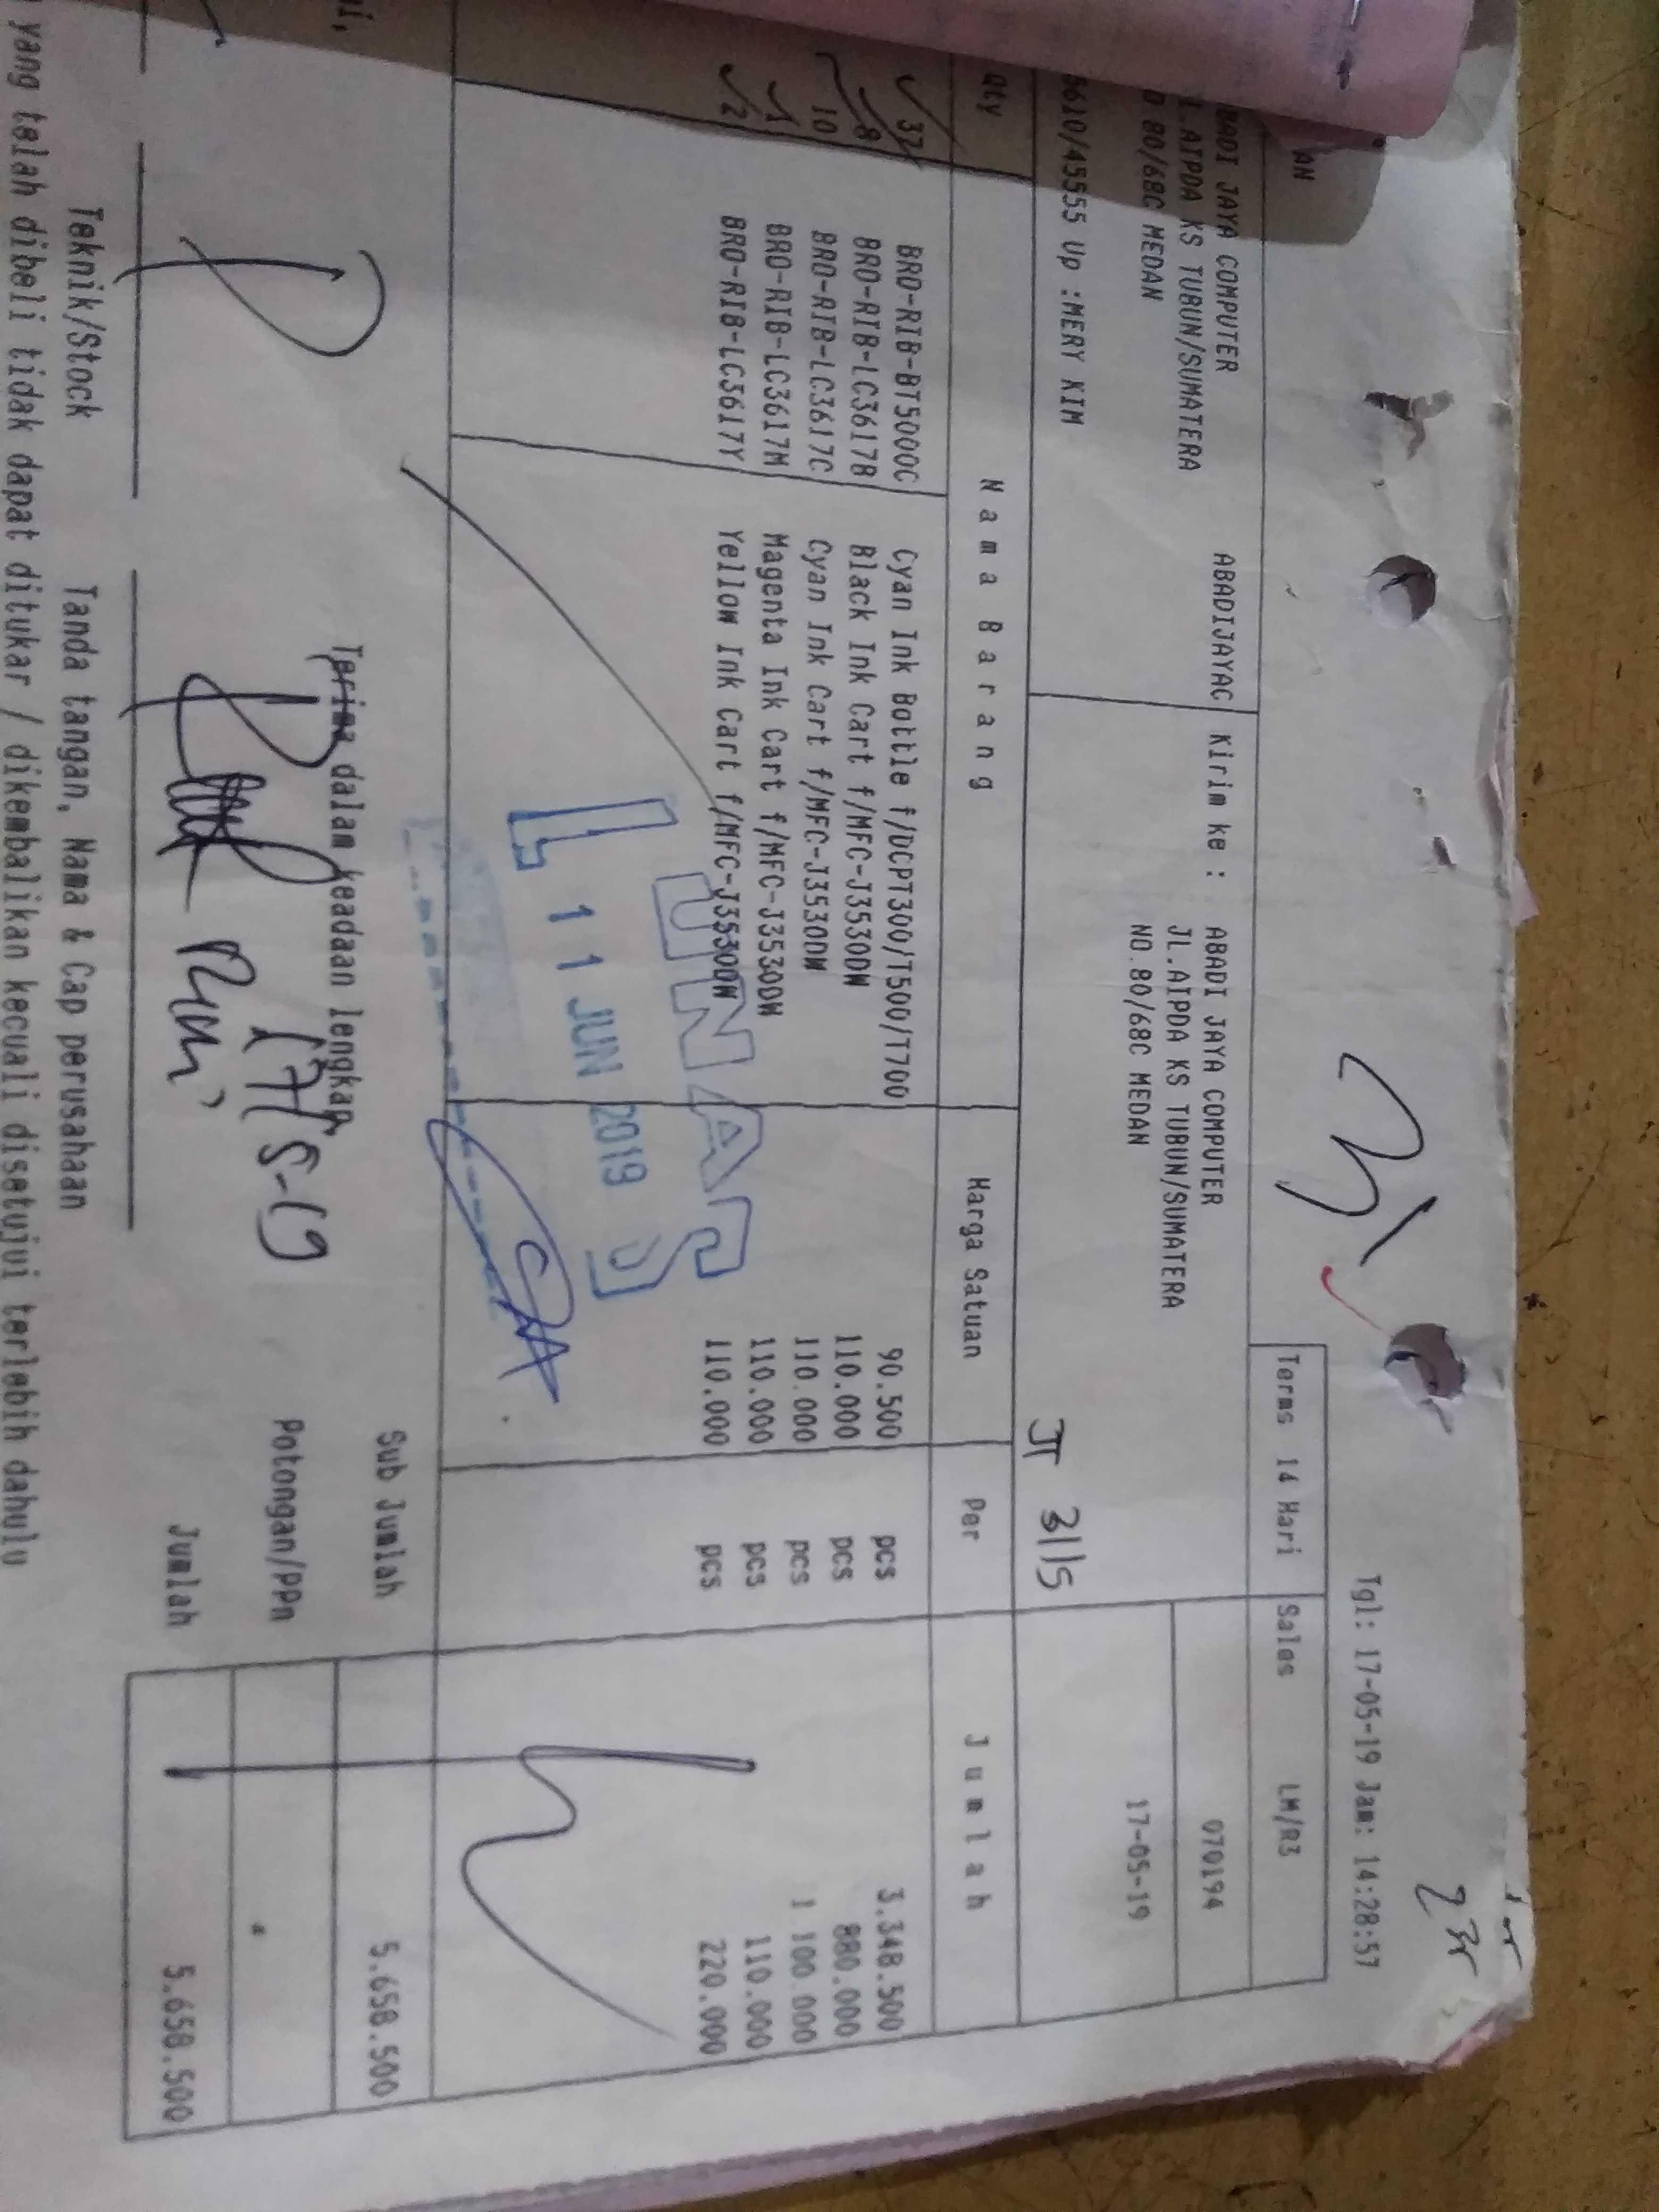 Tgl: 17-05-19 Jam: 14:28:57
Terms 14 Hari Sales LM/R3
BADI JAYA COMPUTER ABADIJAYAC Kirim ke : ABADI JAYA COMPUTER 070194
L.AIPDA KS TUBUN/SUMATERA JL.AIPDA KS TUBUN/SUMATERA
O 80/68C MEDAN NO.80/68C MEDAN 17-05-19
5610/45555 Up :MERY KIM JT 31/5
Qty Nama Barang Harga Satuan Per Jumlah
37 BRO-RIB-BT5000C Cyan Ink Bottle f/DCPT300/T500/T700 90.500 pcs 3.348.500
8 BRO-RIB-LC3617B Black Ink Cart f/MFC-J3530DW 110.000 pcs 880.000
10 BRO-RIB-LC3617C Cyan Ink Cart f/MFC-J3530DW 110.000 pcs 1 100 000
1 BRO-RIB-LC3617M Magenta Ink Cart f/MFC-J3530DW 110.000 pcs 110.000
2 BRO-RIB-LC3617Y Yellow Ink Cart f/MFC-J3530DW 110.000 pcs 220.000
LUNAS
11 JUN 2019
Sub Jumlah 5.658.500
Terima dalam keadaan lengkap,
17/5-19
Potongan/PPn
Jumlah 5.658.500
Teknik/Stock Tanda tangan, Nama & Cap perusahaan
yang telah dibeli tidak dapat ditukar / dikembalikan kecuali disetujui terlebih dahulu